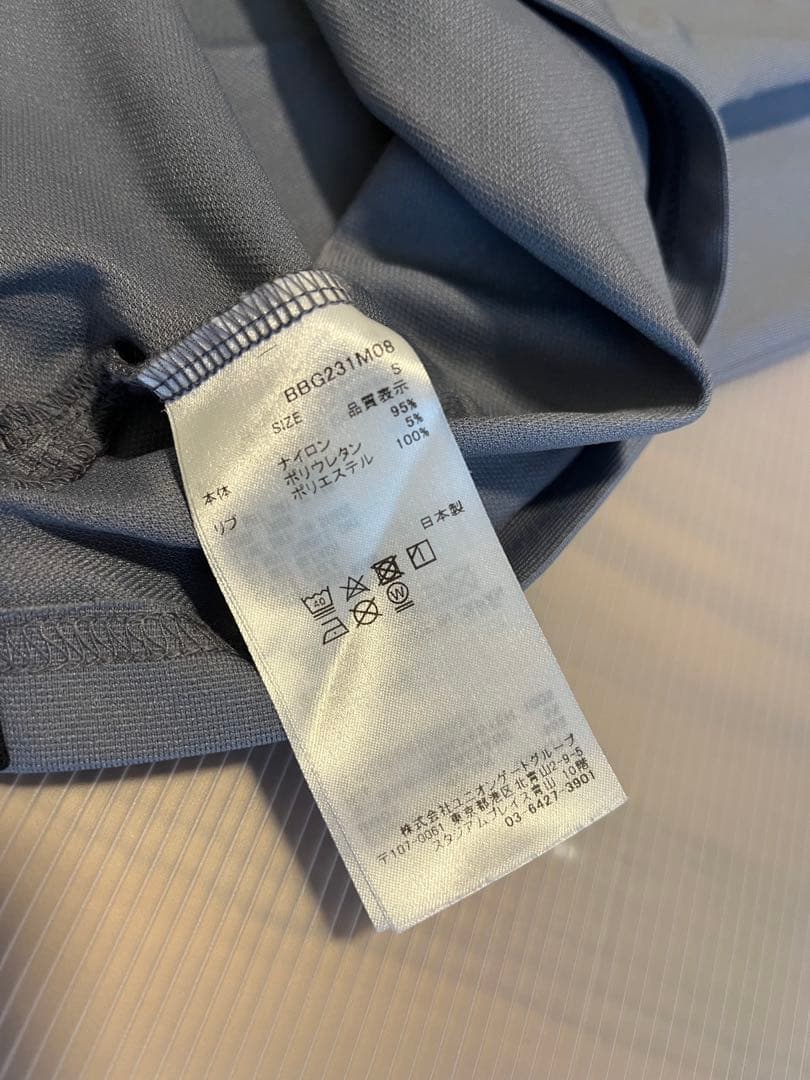 BBG231M08
SIZE S
品質表示
本体 ナイロン 95%
ポリウレタン 5%
リブ ポリエステル 100%
日本製
40
W
株式会社ユニオンゲートグループ
〒107-0061 東京都港区北青山2-9-5
スタジアムプレイス青山 10階
03-6427-3901